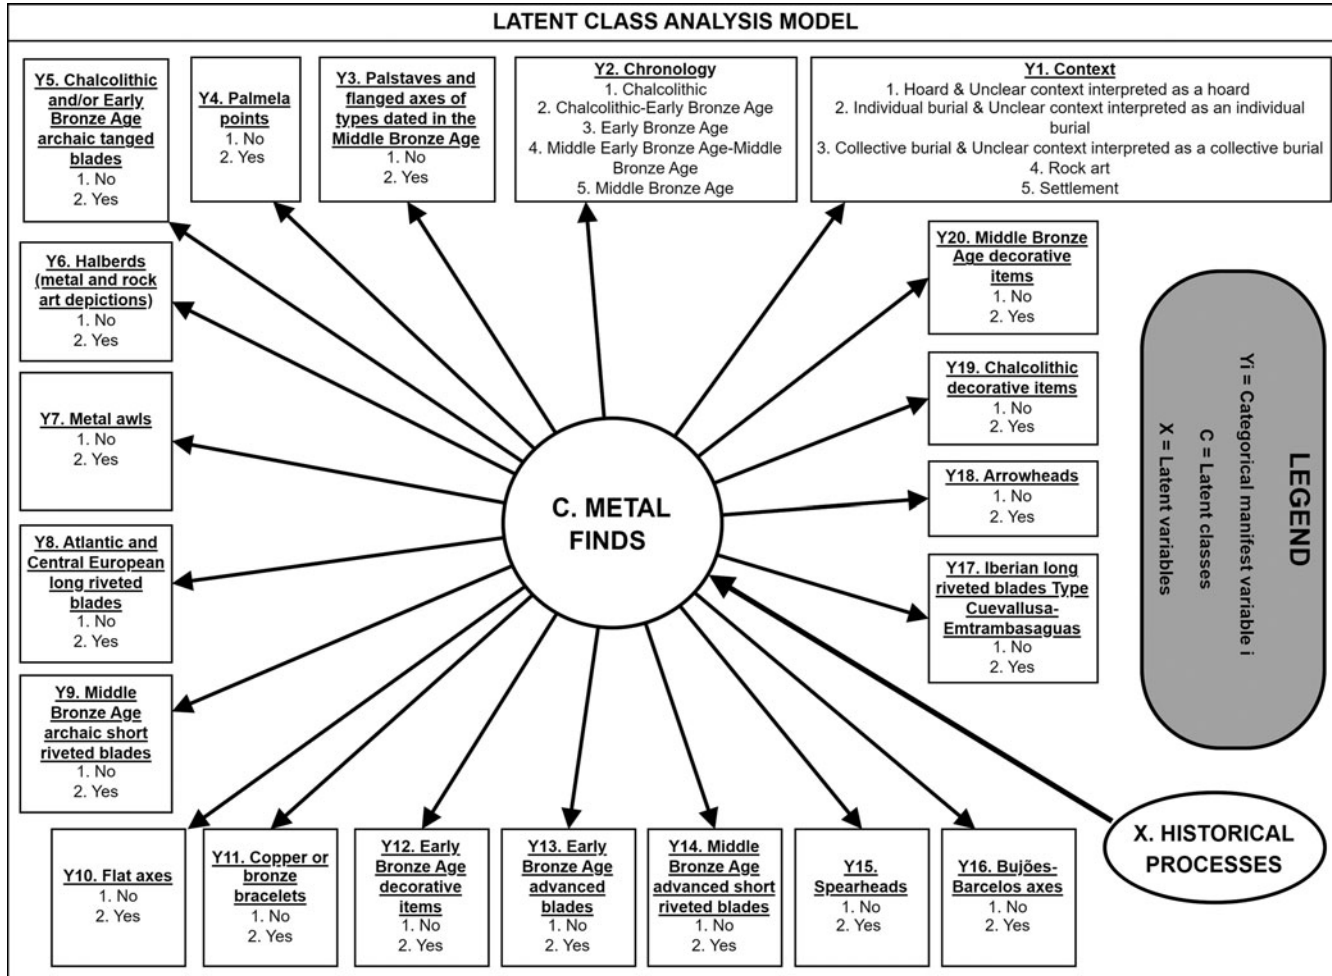 LATENT CLASS ANALYSIS MODEL
Y5. Chalcolithic
and/or Early
Bronze Age
archaic tanged
blades
1. No
2. Yes
Y4. Palmela
points
1. No
2. Yes
Y3. Palstaves and
flanged axes of
types dated in the
Middle Bronze Age
1. No
2. Yes
Y2. Chronology
1. Chalcolithic
2. Chalcolithic-Early Bronze Age
3. Early Bronze Age
4. Middle Early Bronze Age-Middle
Bronze Age
5. Middle Bronze Age
Y1. Context
1. Hoard & Unclear context interpreted as a hoard
2. Individual burial & Unclear context interpreted as an individual
burial
3. Collective burial & Unclear context interpreted as a collective burial
4. Rock art
5. Settlement
Y6. Halberds
(metal and rock
art depictions)
1. No
2. Yes
Y20. Middle Bronze
Age decorative
items
1. No
2. Yes
Y7. Metal awls
1. No
2. Yes
Y19. Chalcolithic
decorative items
1. No
2. Yes
Y18. Arrowheads
1. No
2. Yes
C. METAL
FINDS
Y8. Atlantic and
Central European
long riveted
blades
1. No
2. Yes
Y17. Iberian long
riveted blades Type
Cuevallusa-
Emtrambasaguas
1. No
2. Yes
LEGEND
Yi = Categorical manifest variable i
C = Latent classes
X = Latent variables
Y9. Middle
Bronze Age
archaic short
riveted blades
1. No
2. Yes
X. HISTORICAL
PROCESSES
Y10. Flat axes
1. No
2. Yes
Y11. Copper or
bronze
bracelets
1. No
2. Yes
Y12. Early
Bronze Age
decorative
items
1. No
2. Yes
Y13. Early
Bronze Age
advanced
blades
1. No
2. Yes
Y14. Middle
Bronze Age
advanced short
riveted blades
1. No
2. Yes
Y15.
Spearheads
1. No
2. Yes
Y16. Bujões-
Barcelos axes
1. No
2. Yes